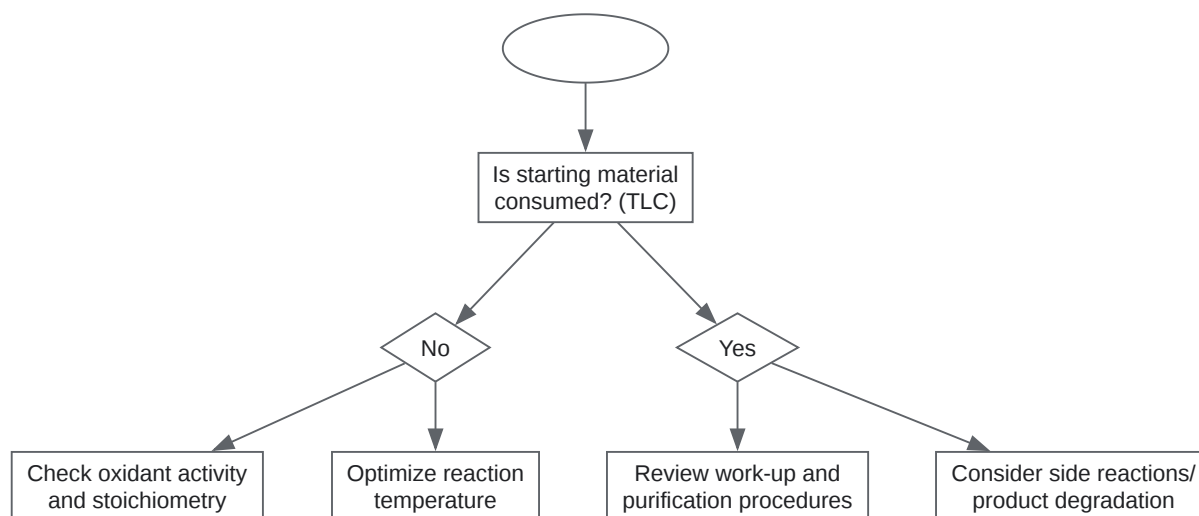 Is starting material
consumed? (TLC)
No
Yes
Check oxidant activity
and stoichiometry
Optimize reaction
temperature
Review work-up and
purification procedures
Consider side reactions/
product degradation